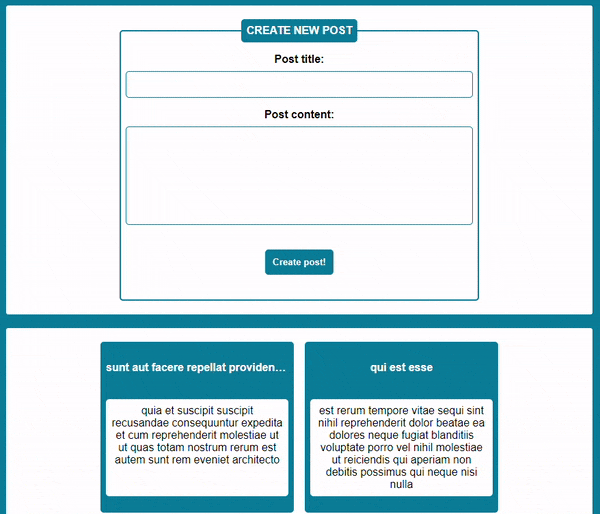 CREATE NEW POST
Post title:
Post content:
Create post!
sunt aut facere repellat providen...
quia et suscipit suscipit
recusandae consequuntur expedita
et cum reprehenderit molestiae ut
ut quas totam nostrum rerum est
autem sunt rem eveniet architecto
qui est esse
est rerum tempore vitae sequi sint
nihil reprehenderit dolor beatae ea
dolores neque fugiat blanditiis
voluptate porro vel nihil molestiae
ut reiciendis qui aperiam non
debitis possimus qui neque nisi
nulla